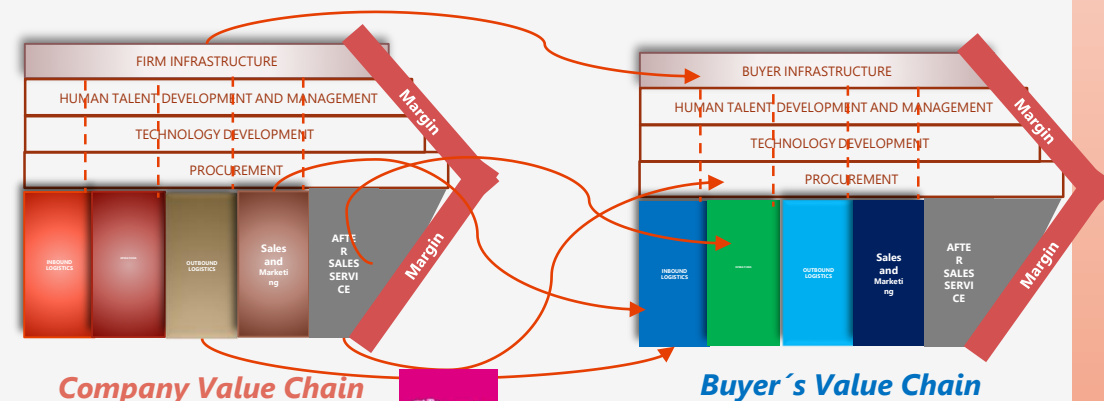 FIRM INFRASTRUCTURE
HUMAN TALENT DEVELOPMENT AND MANAGEMENT
TECHNOLOGY DEVELOPMENT
PROCUREMENT
INBOUND
LOGISTICS
OUTBOUND
LOGISTICS
Sales
and
Marketi
ng
AFTE
R
SALES
SERVI
CE
Margin
Margin
Company Value Chain
BUYER INFRASTRUCTURE
HUMAN TALENT DEVELOPMENT AND MANAGEMENT
TECHNOLOGY DEVELOPMENT
PROCUREMENT
INBOUND
LOGISTICS
OUTBOUND
LOGISTICS
Sales
and
Marketi
ng
AFTE
R
SALES
SERVI
CE
Margin
Margin
Buyer´s Value Chain